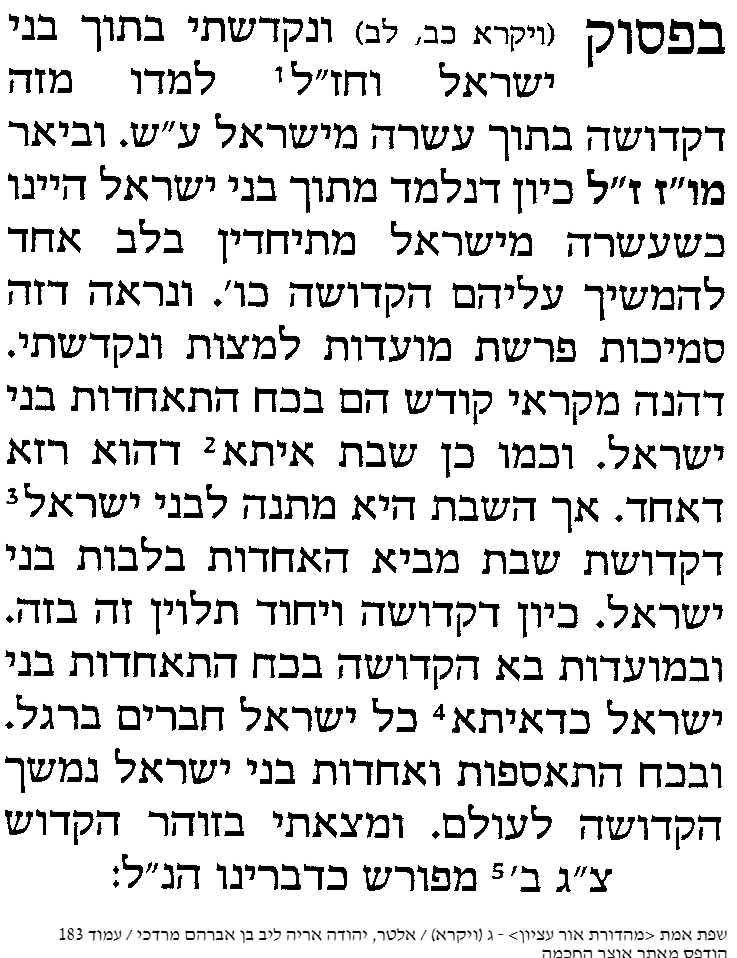 בפסוק (ויקרא כב, לב) ונקדשתי בתוך בני
ישראל וחז״ל1 למדו מזה
דקדושה בתוך עשרה מישראל ע״ש. וביאר
מו״ז ז״ל כיון דנלמד מתוך בני ישראל היינו
כשעשרה מישראל מתיחדין בלב אחד
להמשיך עליהם הקדושה כו׳. ונראה דזה
סמיכות פרשת מועדות למצות ונקדשתי.
דהנה מקראי קודש הם בכח התאחדות בני
ישראל. וכמו כן שבת איתא2 דהוא רזא
דאחד. אך השבת היא מתנה לבני ישראל3
דקדושת שבת מביא האחדות בלבות בני
ישראל. כיון דקדושה ויחוד תלוין זה בזה.
ובמועדות בא הקדושה בכח התאחדות בני
ישראל כדאיתא4 כל ישראל חברים ברגל.
ובכח התאספות ואחדות בני ישראל נמשך
הקדושה לעולם. ומצאתי בזוהר הקדוש
צ״ג ב׳5 מפורש כדברינו הנ״ל:
שפת אמת <מהדורת אור עציון> - ג (ויקרא) / אלטר, יהודה אריה ליב בן אברהם מרדכי / עמוד 183
הודפס מאתר אוצר החכמה